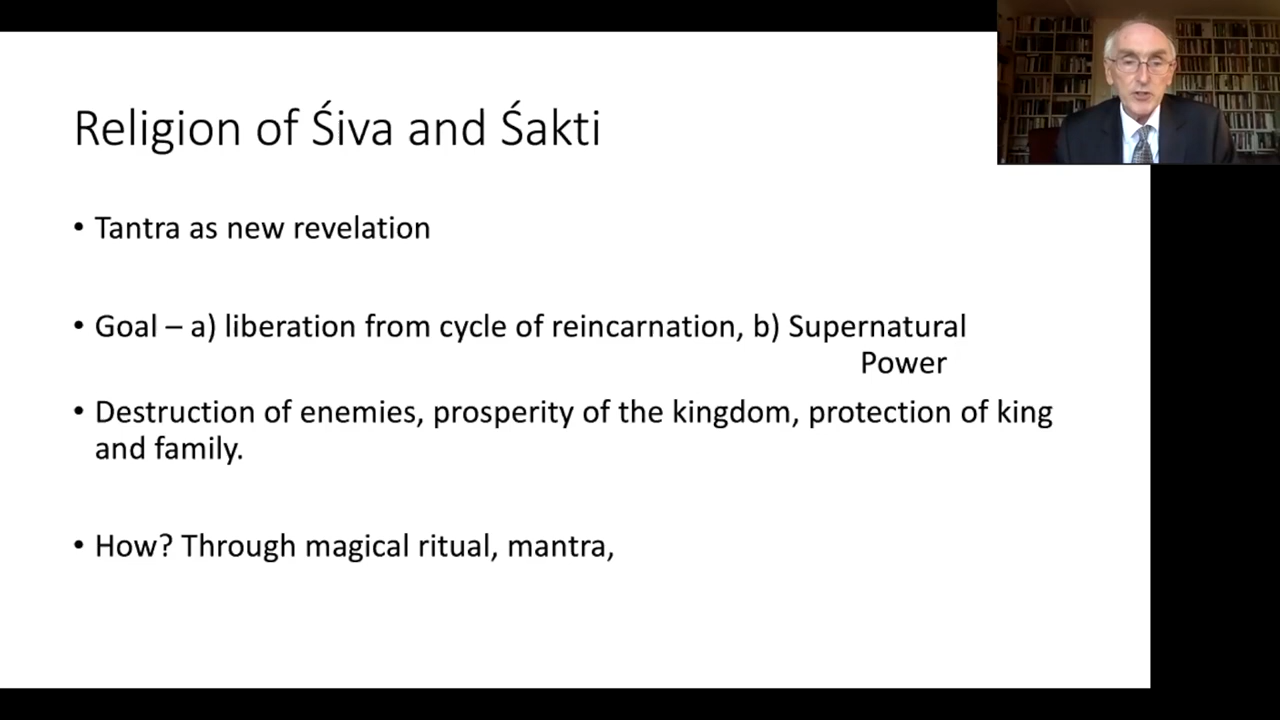 Religion of Śiva and Śakti
• Tantra as new revelation
• Goal – a) liberation from cycle of reincarnation, b) Supernatural
Power
• Destruction of enemies, prosperity of the kingdom, protection of king
and family.
• How? Through magical ritual, mantra,